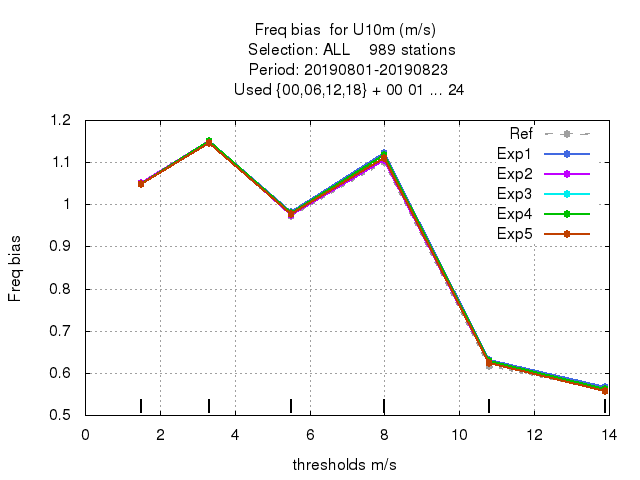 Freq bias  for U10m (m/s)
Selection: ALL    989 stations
Period: 20190801-20190823
Used {00,06,12,18} + 00 01 ... 24
Ref
Exp1
Exp2
Exp3
Exp4
Exp5
Freq bias
1.2
1.1
1
0.9
0.8
0.7
0.6
0.5
0 2 4 6 8 10 12 14
thresholds m/s